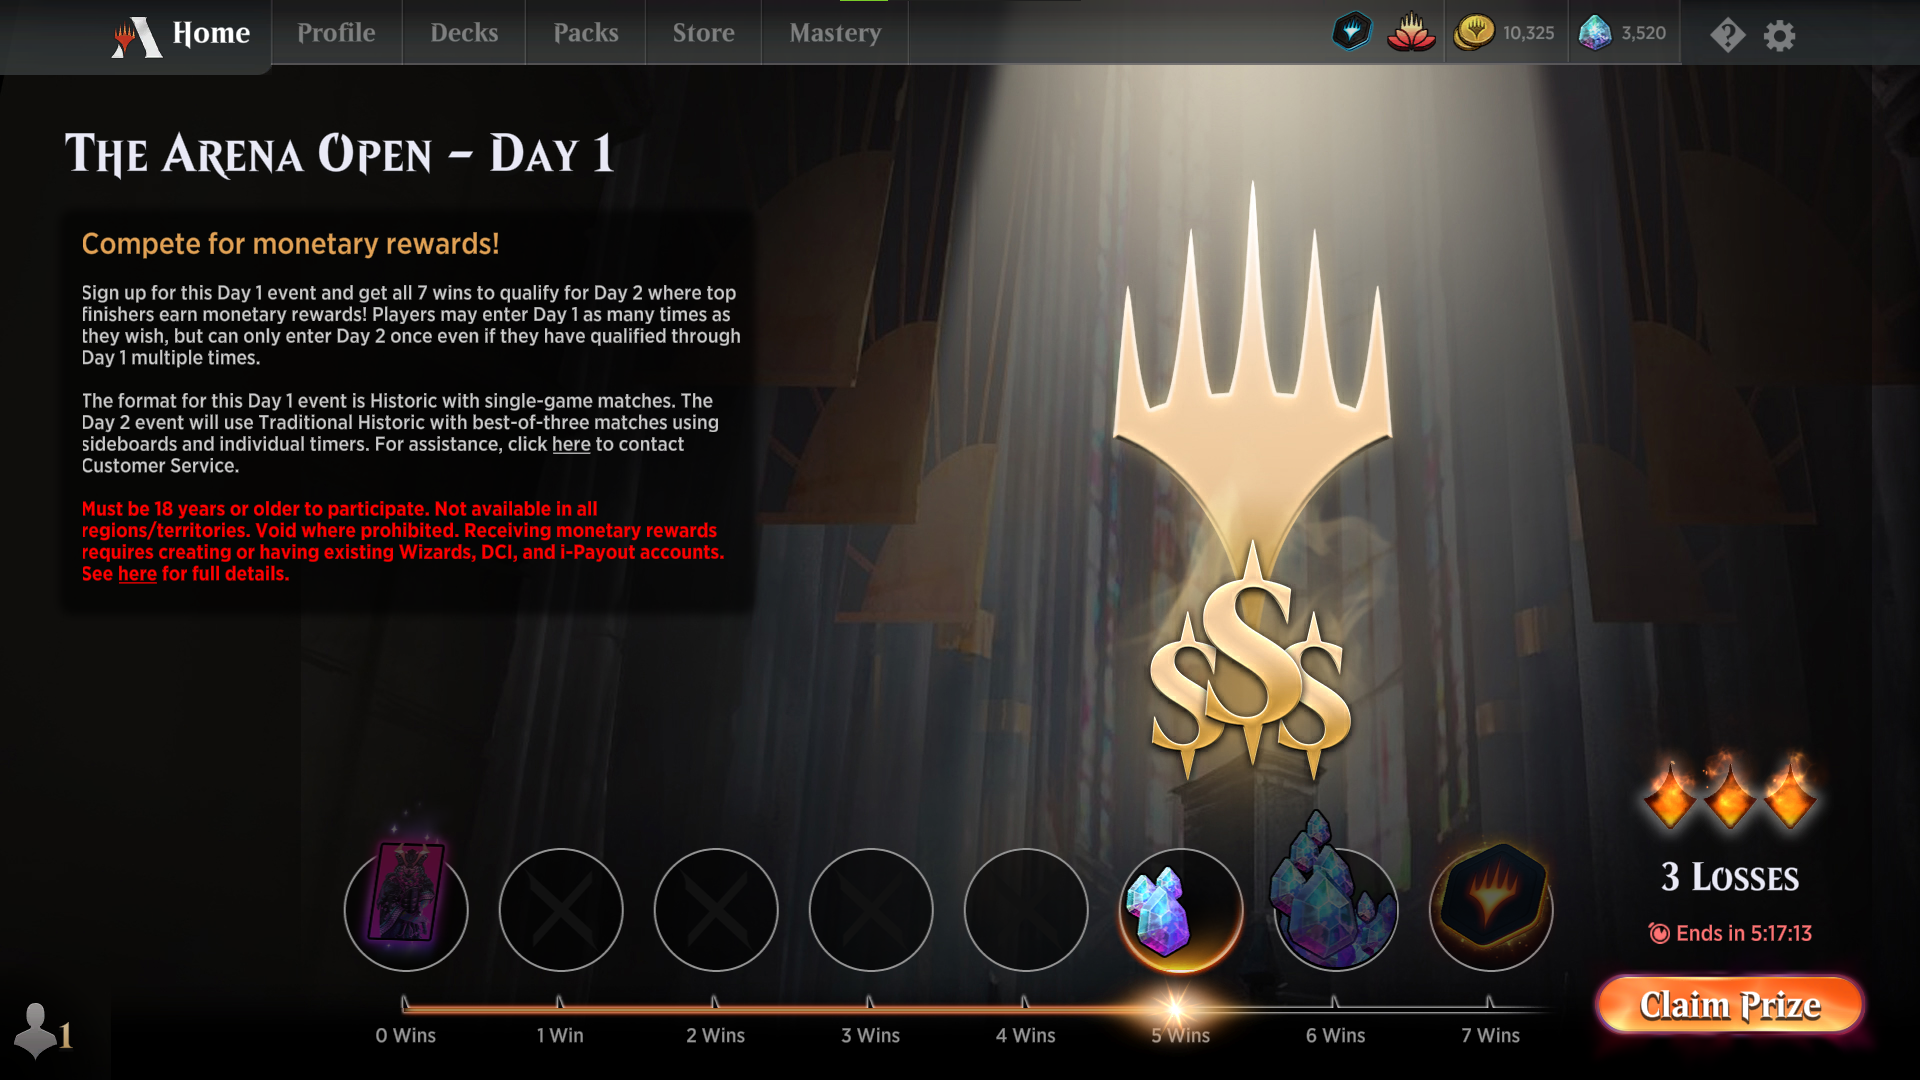 Home
Profile
Decks
Packs
Store
Mastery
10,325
3,520
The Arena Open – Day 1
Compete for monetary rewards!
Sign up for this Day 1 event and get all 7 wins to qualify for Day 2 where top
finishers earn monetary rewards! Players may enter Day 1 as many times as
they wish, but can only enter Day 2 once even if they have qualified through
Day 1 multiple times.
The format for this Day 1 event is Historic with single-game matches. The
Day 2 event will use Traditional Historic with best-of-three matches using
sideboards and individual timers. For assistance, click here to contact
Customer Service.
Must be 18 years or older to participate. Not available in all
regions/territories. Void where prohibited. Receiving monetary rewards
requires creating or having existing Wizards, DCI, and i-Payout accounts.
See here for full details.
$$$
3 Losses
Ends in 5:17:13
Claim Prize
0 Wins
1 Win
2 Wins
3 Wins
4 Wins
5 Wins
6 Wins
7 Wins
1